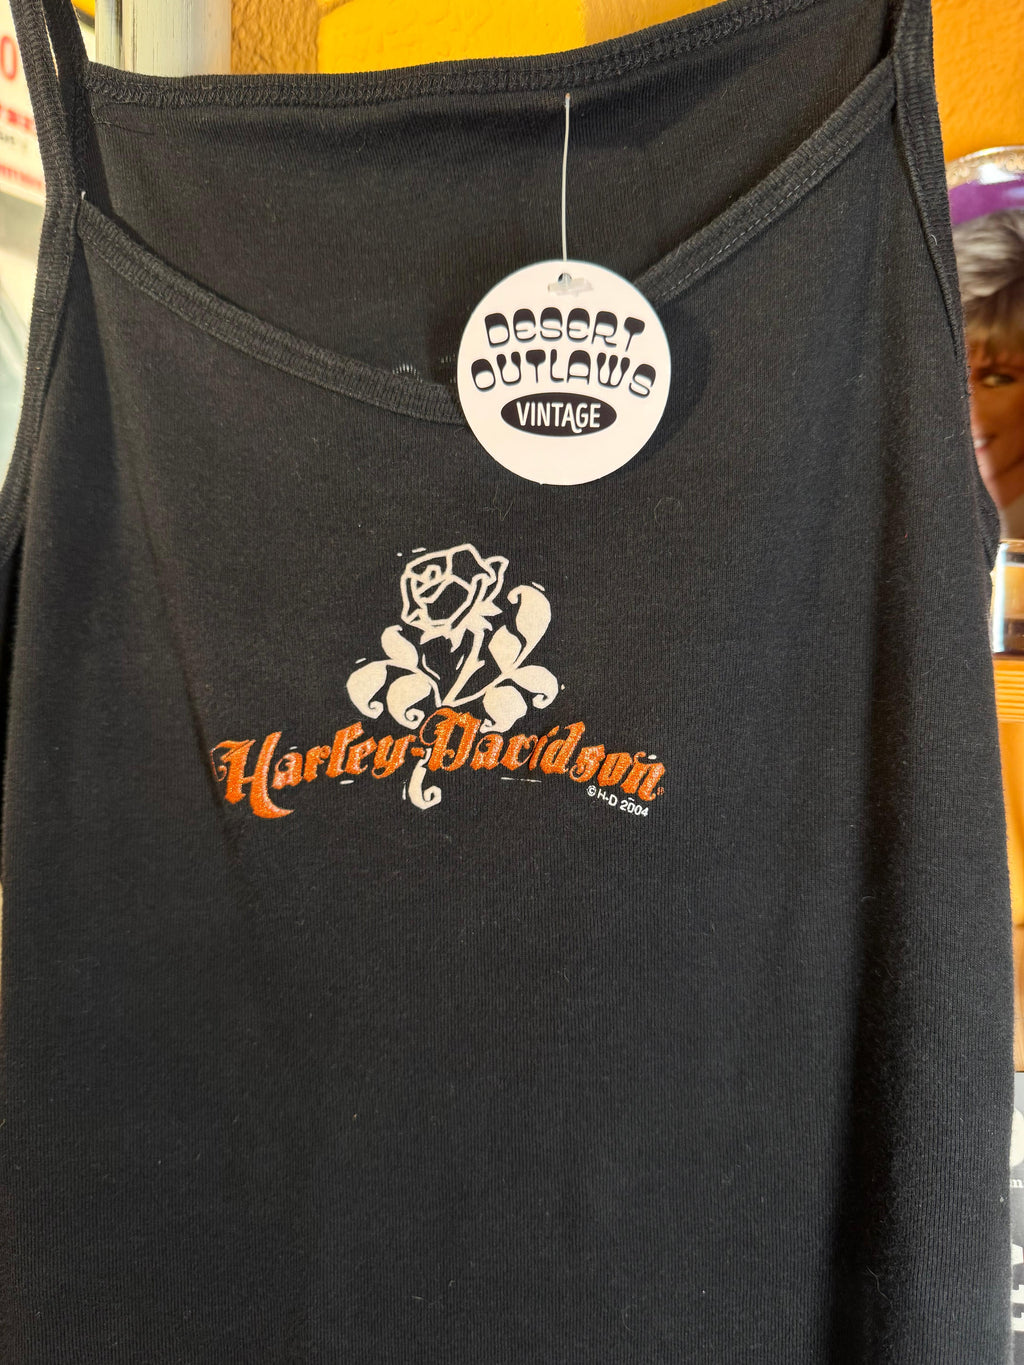 DESERT
OUTLAWS
VINTAGE
Harley-Davidson®
© H-D 2004